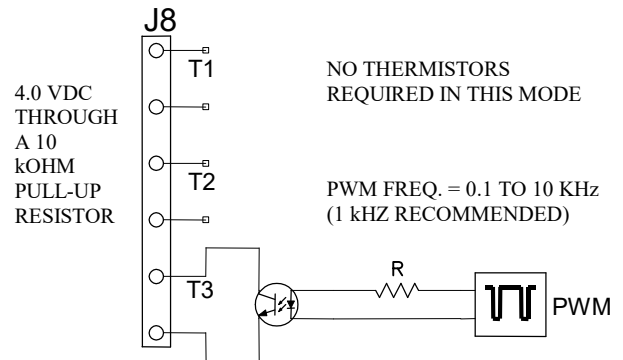 J8
T1
4.0 VDC
THROUGH
A 10
kOHM
PULL-UP
RESISTOR
NO THERMISTORS
REQUIRED IN THIS MODE
T2
PWM FREQ. = 0.1 TO 10 KHz
(1 kHZ RECOMMENDED)
T3
R
PWM